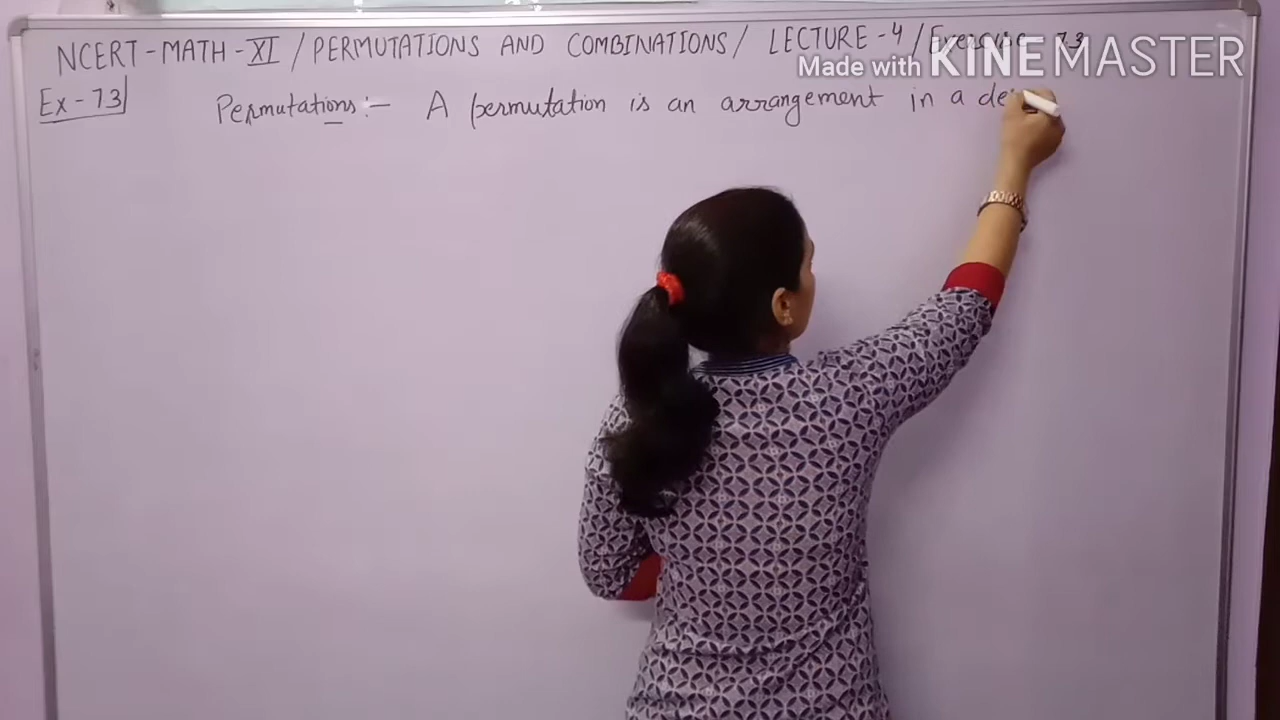 NCERT-MATH-XI / PERMUTATIONS AND COMBINATIONS / LECTURE-4 / Exercise 7.3
Made with KINEMASTER
Ex-7.3
Permutations :- A permutation is an arrangement in a de